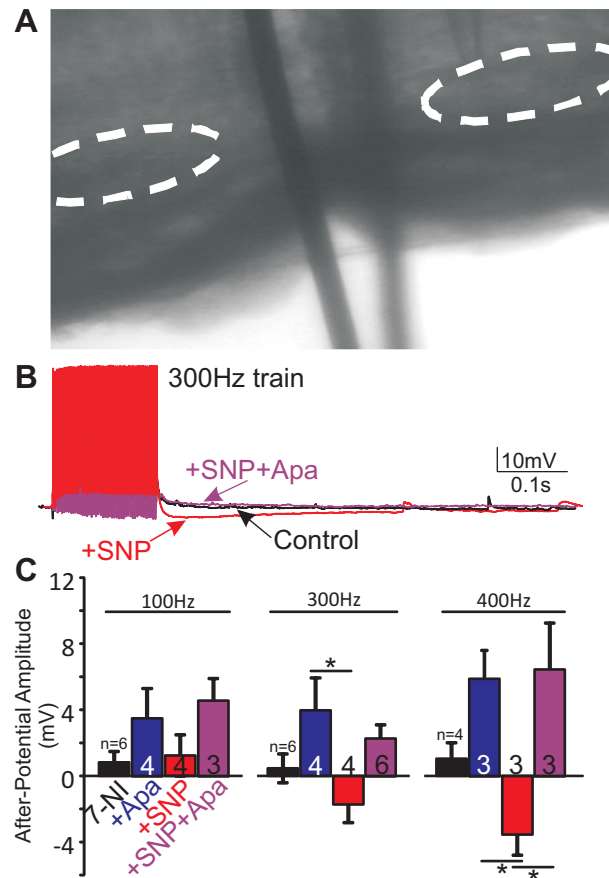 A
B
300Hz train
+SNP+Apa
10mV
0.1s
+SNP
Control
C
After-Potential Amplitude
(mV)
12
8
4
0
-4
-6
100Hz
300Hz
400Hz
n=6
4
4
3
n=6
4
4
6
n=4
3
3
3
*
*
*
7-NI
+Apa
+SNP
+SNP+Apa